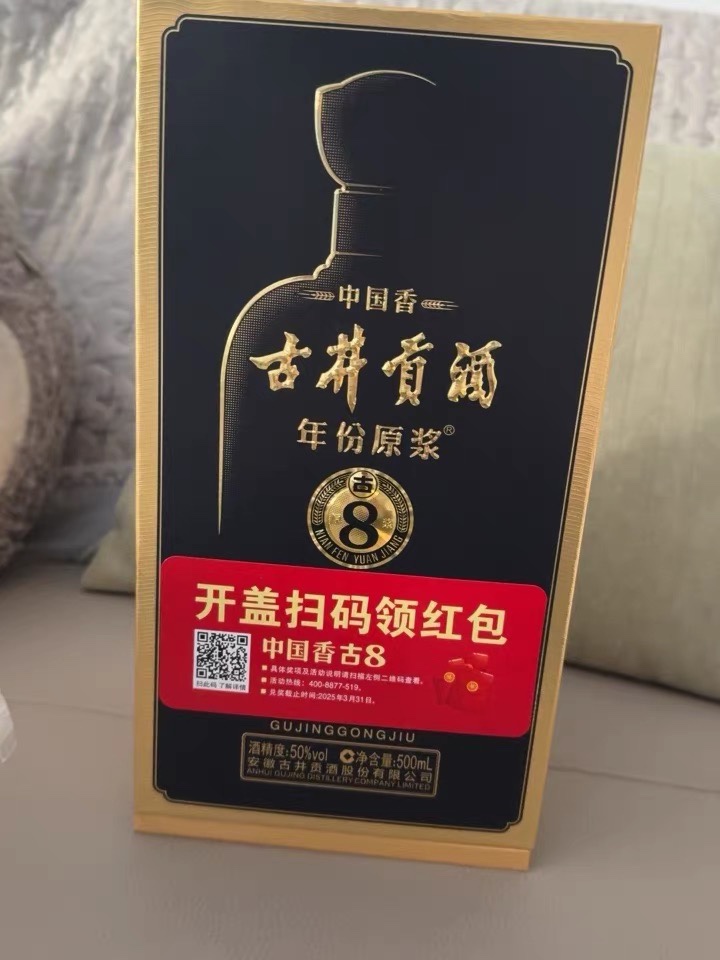 中国香
古井贡酒
年份原浆®
古
8
NIAN FEN YUAN JIANG
开盖扫码领红包
中国香古8
■ 具体奖项及活动说明请扫描左侧二维码查看。
■ 活动热线：400-8877-519。
■ 兑奖截止时间:2025年3月31日。
扫此码 了解详情
GUJINGGONGJIU
酒精度:50%vol 净含量:500mL
安徽古井贡酒股份有限公司
ANHUI GUJING DISTILLERY COMPANY LIMITED